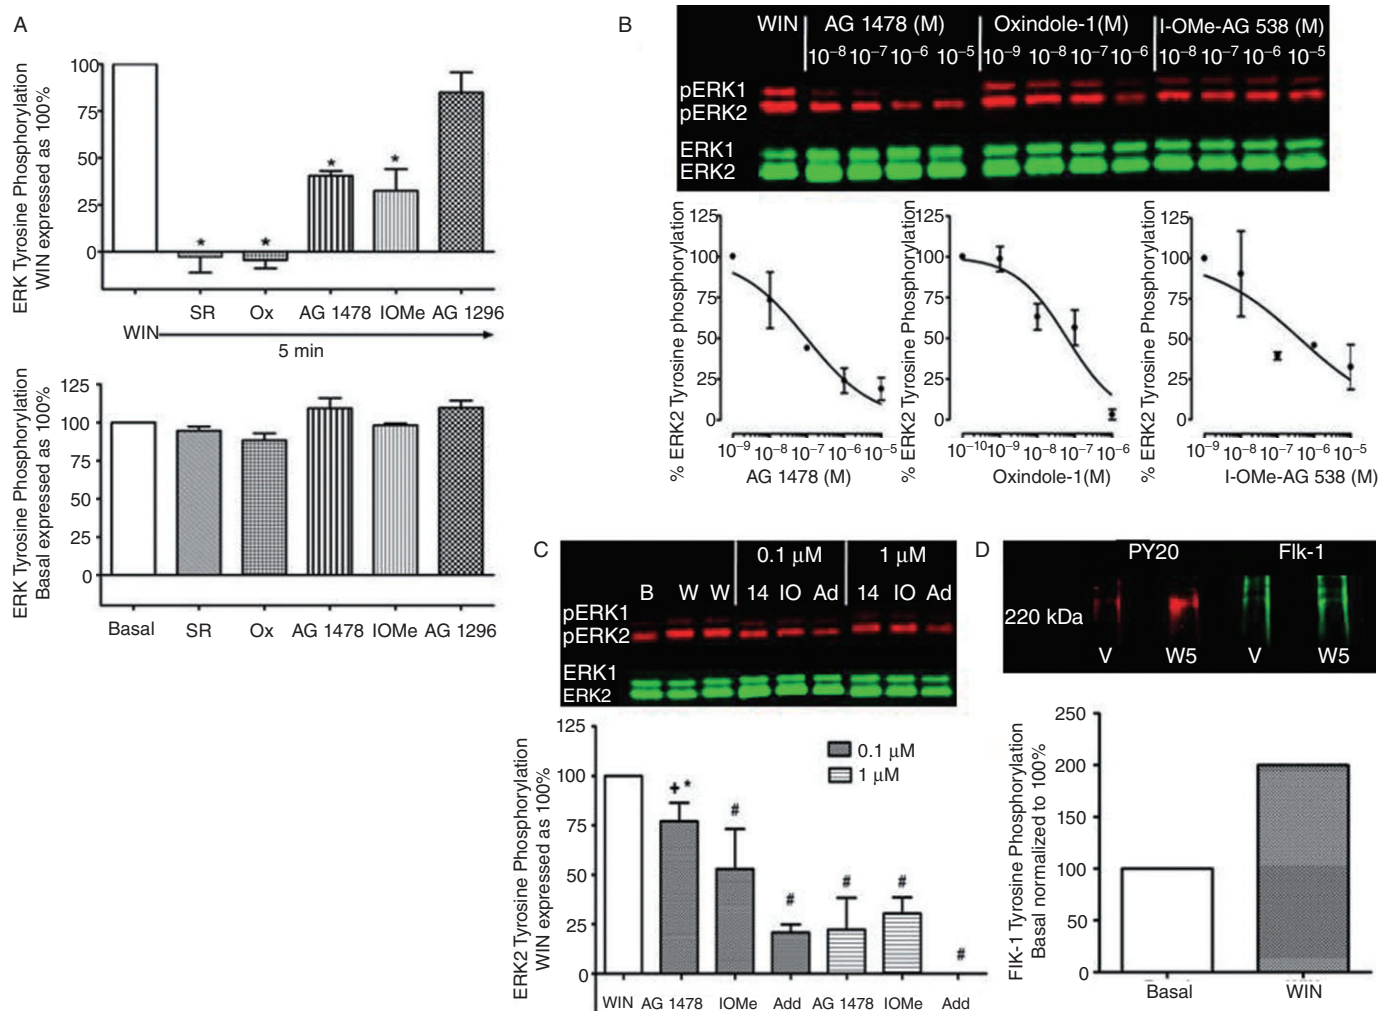 A
ERK Tyrosine Phosphorylation
WIN expressed as 100%
100
75
50
25
0
*
*
*
*
SR Ox AG 1478 IOMe AG 1296
WIN
5 min
ERK Tyrosine Phosphorylation
Basal expressed as 100%
125
100
75
50
25
0
Basal SR Ox AG 1478 IOMe AG 1296
B
WIN AG 1478 (M) Oxindole-1(M) I-OMe-AG 538 (M)
10⁻⁸ 10⁻⁷ 10⁻⁶ 10⁻⁵ 10⁻⁹ 10⁻⁸ 10⁻⁷ 10⁻⁶ 10⁻⁸ 10⁻⁷ 10⁻⁶ 10⁻⁵
pERK1
pERK2
ERK1
ERK2
% ERK2 Tyrosine phosphorylation
125
100
75
50
25
0
10⁻⁹ 10⁻⁸ 10⁻⁷ 10⁻⁶ 10⁻⁵
AG 1478 (M)
% ERK2 Tyrosine Phosphorylation
125
100
75
50
25
0
10⁻¹⁰ 10⁻⁹ 10⁻⁸ 10⁻⁷ 10⁻⁶
Oxindole-1(M)
% ERK2 Tyrosine Phosphorylation
125
100
75
50
25
0
10⁻⁹ 10⁻⁸ 10⁻⁷ 10⁻⁶ 10⁻⁵
I-OMe-AG 538 (M)
C
0.1 µM 1 µM
B W W 14 IO Ad 14 IO Ad
pERK1
pERK2
ERK1
ERK2
ERK2 Tyrosine Phosphorylation
WIN expressed as 100%
125
100
75
50
25
0
0.1 µM
1 µM
+ *
#
#
#
#
#
WIN AG 1478 IOMe Add AG 1478 IOMe Add
D
PY20 Flk-1
220 kDa
V W5 V W5
FIK-1 Tyrosine Phosphorylation
Basal normalized to 100%
250
200
150
100
50
0
Basal WIN